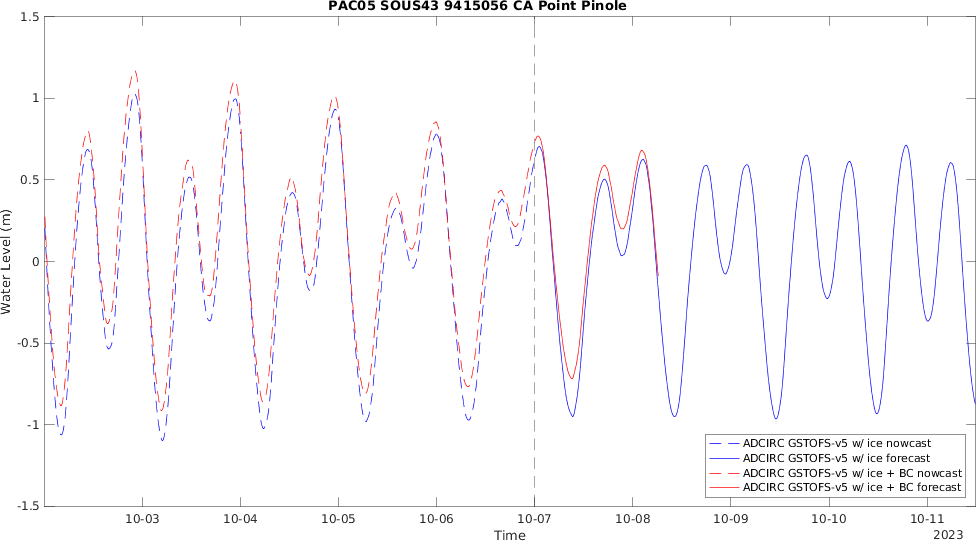 PAC05 SOUS43 9415056 CA Point Pinole
1.5
1
0.5
0
-0.5
-1
-1.5
Water Level (m)
10-03 10-04 10-05 10-06 10-07 10-08 10-09 10-10 10-11
Time
2023
ADCIRC GSTOFS-v5 w/ ice nowcast
ADCIRC GSTOFS-v5 w/ ice forecast
ADCIRC GSTOFS-v5 w/ ice + BC nowcast
ADCIRC GSTOFS-v5 w/ ice + BC forecast